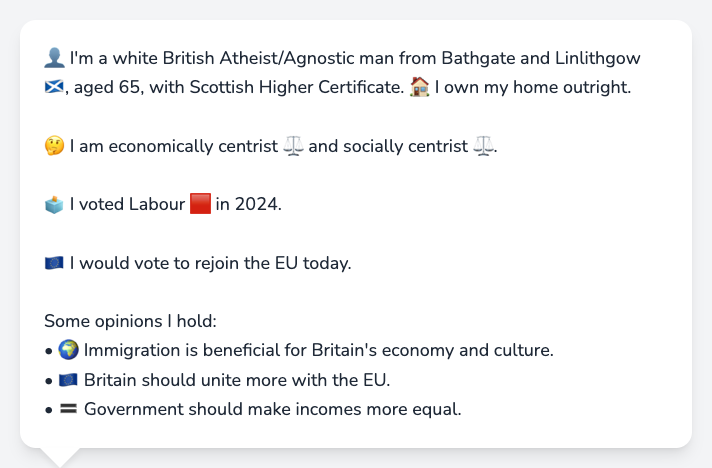 👤 I'm a white British Atheist/Agnostic man from Bathgate and Linlithgow
🏴󠁧󠁢󠁳󠁣󠁴󠁿, aged 65, with Scottish Higher Certificate. 🏠 I own my home outright.
🤔 I am economically centrist ⚖️ and socially centrist ⚖️.
🗳️ I voted Labour 🟥 in 2024.
🇪🇺 I would vote to rejoin the EU today.
Some opinions I hold:
• 🌍 Immigration is beneficial for Britain's economy and culture.
• 🇪🇺 Britain should unite more with the EU.
• 🟰 Government should make incomes more equal.